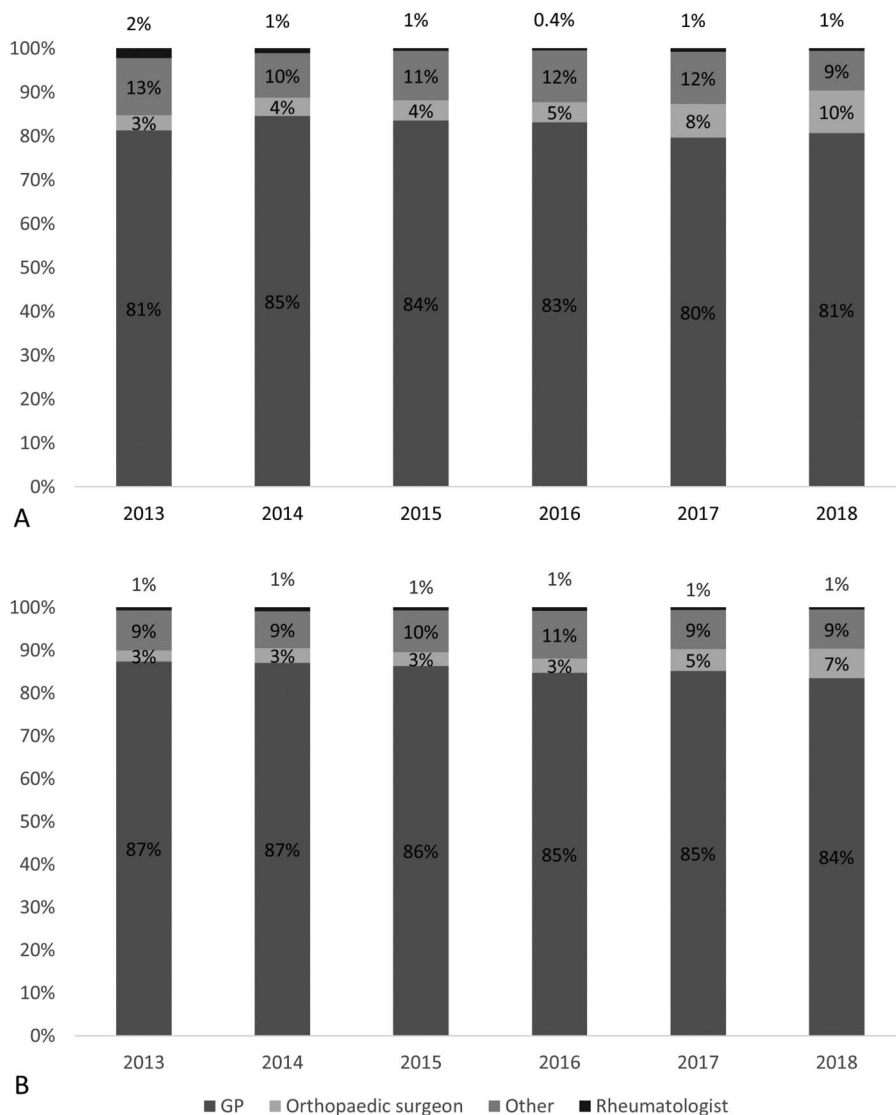 2% 1% 1% 0.4% 1% 1%
100%
13% 10% 11% 12% 12% 9%
90%
3% 4% 4% 5% 8% 10%
80%
70%
60%
50%
81% 85% 84% 83% 80% 81%
40%
30%
20%
10%
0%
A
2013 2014 2015 2016 2017 2018
1% 1% 1% 1% 1% 1%
100%
9% 9% 10% 11% 9% 9%
90%
3% 3% 3% 3% 5% 7%
80%
70%
60%
50%
87% 87% 86% 85% 85% 84%
40%
30%
20%
10%
0%
2013 2014 2015 2016 2017 2018
B
GP Orthopaedic surgeon Other Rheumatologist